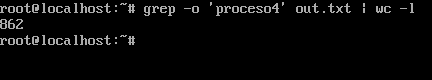 root@localhost:~# grep -o 'proceso4' out.txt | wc -l
862
root@localhost:~#